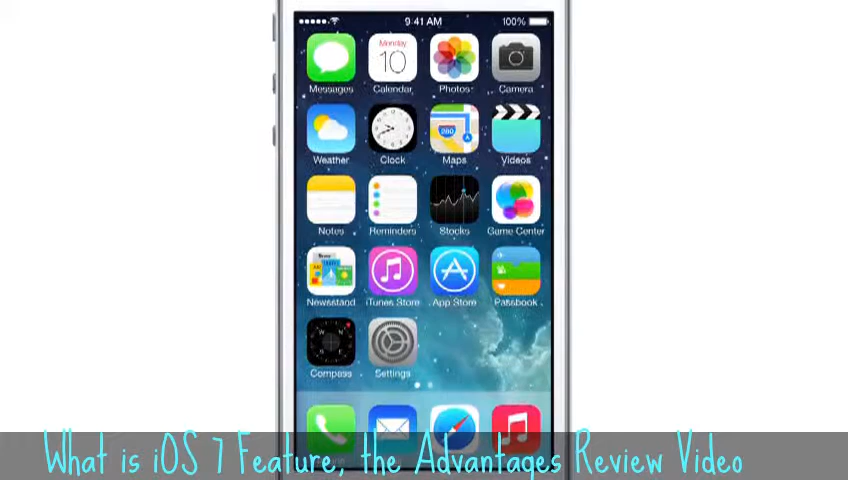 9:41 AM 100%
Monday
10
280
Messages Calendar Photos Camera
Weather Clock Maps Videos
Notes Reminders Stocks Game Center
Newsstand iTunes Store App Store Passbook
Compass Settings
What is iOS 7 Feature, the Advantages Review Video